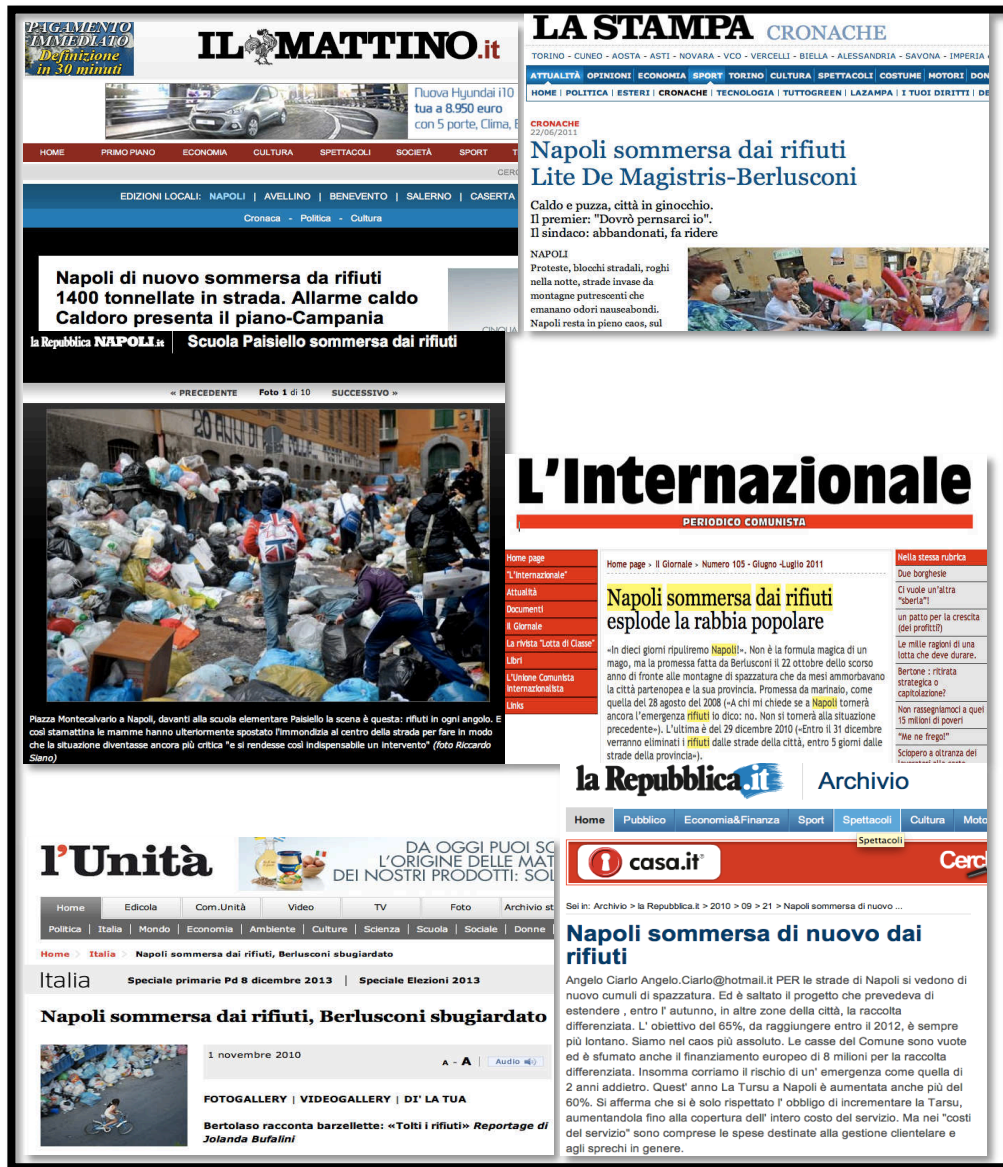 PAGAMENTO
IMMEDIATO
Definizione
in 30 minuti
IL MATTINO.it
Nuova Hyundai i10
tua a 8.950 euro
con 5 porte, Clima,
HOME PRIMO PIANO ECONOMIA CULTURA SPETTACOLI SOCIETÀ SPORT
EDIZIONI LOCALI: NAPOLI | AVELLINO | BENEVENTO | SALERNO | CASERTA
Cronaca - Politica - Cultura
Napoli di nuovo sommersa da rifiuti
1400 tonnellate in strada. Allarme caldo
Caldoro presenta il piano-Campania
LA STAMPA CRONACHE
TORINO - CUNEO - AOSTA - ASTI - NOVARA - VCO - VERCELLI - BIELLA - ALESSANDRIA - SAVONA - IMPERIA
ATTUALITÀ OPINIONI ECONOMIA SPORT TORINO CULTURA SPETTACOLI COSTUME MOTORI DON
HOME | POLITICA | ESTERI | CRONACHE | TECNOLOGIA | TUTTOGREEN | LAZAMPA | I TUOI DIRITTI | DE
CRONACHE
22/06/2011
Napoli sommersa dai rifiuti
Lite De Magistris-Berlusconi
Caldo e puzza, città in ginocchio.
Il premier: "Dovrò pernsarci io".
Il sindaco: abbandonati, fa ridere
NAPOLI
Proteste, blocchi stradali, roghi
nella notte, strade invase da
montagne putrescenti che
emanano odori nauseabondi.
Napoli resta in pieno caos, sul
la Repubblica NAPOLI.it Scuola Paisiello sommersa dai rifiuti
« PRECEDENTE Foto 1 di 10 SUCCESSIVO »
20 ANNI DI
Piazza Montecalvario a Napoli, davanti alla scuola elementare Paisiello la scena è questa: rifiuti in ogni angolo. E
così stamattina le mamme hanno ulteriormente spostato l'immondizia al centro della strada per fare in modo
che la situazione diventasse ancora più critica "e si rendesse così indispensabile un intervento" (foto Riccardo
Siano)
L'Internazionale
PERIODICO COMUNISTA
Home page
"L'Internazionale"
Attualità
Documenti
Il Giornale
La rivista "Lotta di Classe"
Libri
L'Unione Comunista
Internazionalista
Links
Home page > Il Giornale > Numero 105 - Giugno -Luglio 2011
Napoli sommersa dai rifiuti
esplode la rabbia popolare
«In dieci giorni ripuliremo Napoli!». Non è la formula magica di un
mago, ma la promessa fatta da Berlusconi il 22 ottobre dello scorso
anno di fronte alle montagne di spazzatura che da mesi ammorbavano
la città partenopea e la sua provincia. Promessa da marinaio, come
quella del 28 agosto del 2008 («A chi mi chiede se a Napoli tornerà
ancora l'emergenza rifiuti io dico: no. Non si tornerà alla situazione
precedente»). L'ultima è del 29 dicembre 2010 («Entro il 31 dicembre
verranno eliminati i rifiuti dalle strade della città, entro 5 giorni dalle
strade della provincia»).
Nella stessa rubrica
Due borghesie
Ci vuole un'altra
"sberla"!
un patto per la crescita
(dei profitti?)
Le mille ragioni di una
lotta che deve durare.
Bertone : ritirata
strategica o
capitolazione?
Non rassegniamoci a quei
15 milioni di poveri
"Me ne frego!"
Sciopero a oltranza dei
l'Unità
DA OGGI PUOI SC
L'ORIGINE DELLE MAT
DEI NOSTRI PRODOTTI: SOL
Home Edicola Com.Unità Video TV Foto Archivio st
Politica | Italia | Mondo | Economia | Ambiente | Culture | Scienza | Scuola | Sociale | Donne
Home > Italia > Napoli sommersa dai rifiuti, Berlusconi sbugiardato
Italia Speciale primarie Pd 8 dicembre 2013 | Speciale Elezioni 2013
Napoli sommersa dai rifiuti, Berlusconi sbugiardato
1 novembre 2010
A - A | Audio
FOTOGALLERY | VIDEOGALLERY | DI' LA TUA
Bertolaso racconta barzellette: «Tolti i rifiuti» Reportage di
Jolanda Bufalini
la Repubblica.it Archivio
Home Pubblico Economia&Finanza Sport Spettacoli Cultura Moto
Spettacoli
casa.it Cerc
Sei in: Archivio > la Repubblica.it > 2010 > 09 > 21 > Napoli sommersa di nuovo ...
Napoli sommersa di nuovo dai
rifiuti
Angelo Ciarlo Angelo.Ciarlo@hotmail.it PER le strade di Napoli si vedono di
nuovo cumuli di spazzatura. Ed è saltato il progetto che prevedeva di
estendere , entro l' autunno, in altre zone della città, la raccolta
differenziata. L' obiettivo del 65%, da raggiungere entro il 2012, è sempre
più lontano. Siamo nel caos più assoluto. Le casse del Comune sono vuote
ed è sfumato anche il finanziamento europeo di 8 milioni per la raccolta
differenziata. Insomma corriamo il rischio di un' emergenza come quella di
2 anni addietro. Quest' anno La Tursu a Napoli è aumentata anche più del
60%. Si afferma che si è solo rispettato l' obbligo di incrementare la Tarsu,
aumentandola fino alla copertura dell' intero costo del servizio. Ma nei "costi
del servizio" sono comprese le spese destinate alla gestione clientelare e
agli sprechi in genere.